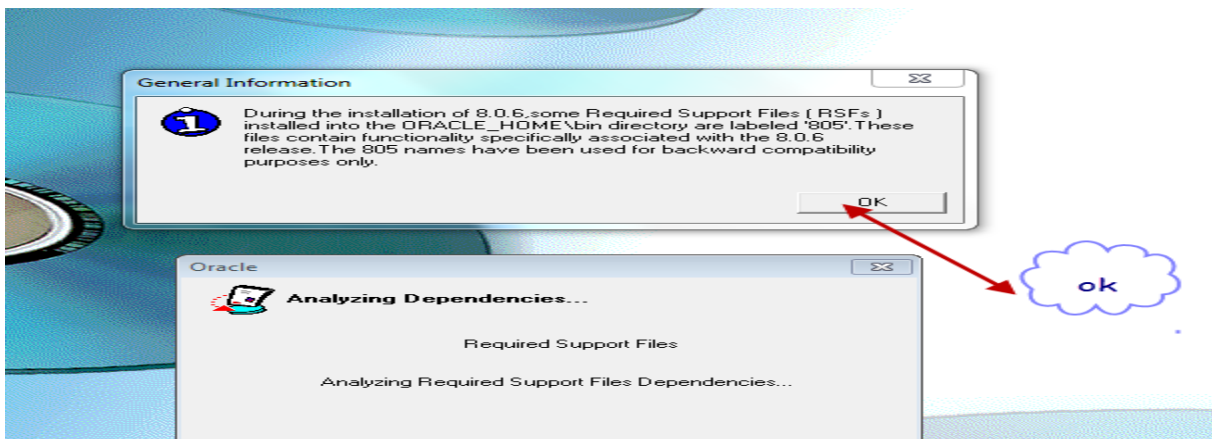 General Information
During the installation of 8.0.6,some Required Support Files ( RSFs )
installed into the ORACLE_HOME\bin directory are labeled '805'.These
files contain functionality specifically associated with the 8.0.6
release.The 805 names have been used for backward compatibility
purposes only.
OK
ok
Oracle
Analyzing Dependencies...
Required Support Files
Analyzing Required Support Files Dependencies...